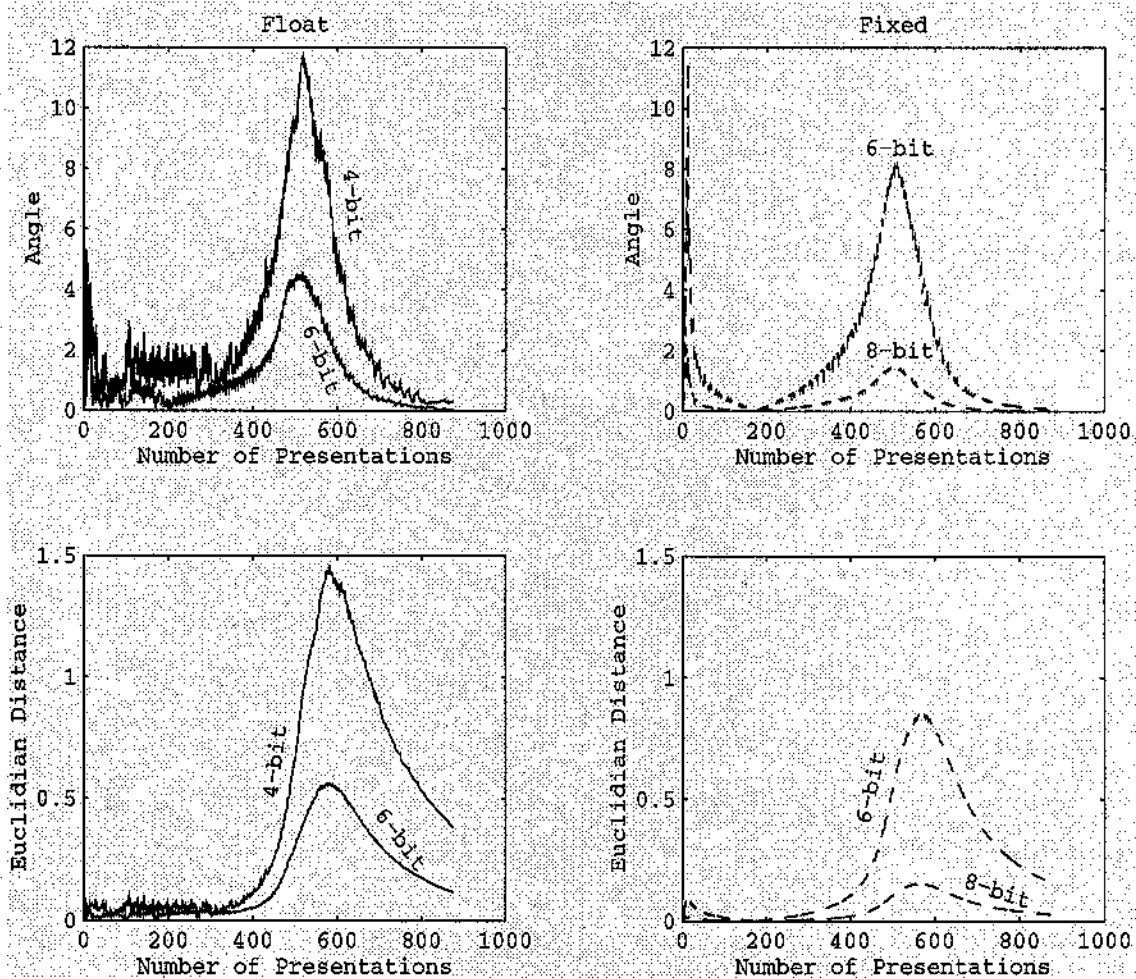 Float
12
10
8
6
4
2
0
Angle
4-bit
6-bit
0 200 400 600 800 1000
Number of Presentations
Fixed
12
10
8
6
4
2
0
Angle
6-bit
8-bit
0 200 400 600 800 1000
Number of Presentations
1.5
1
0.5
0
Euclidian Distance
4-bit
6-bit
0 200 400 600 800 1000
Number of Presentations
1.5
1
0.5
0
Euclidian Distance
6-bit
8-bit
0 200 400 600 800 1000
Number of Presentations